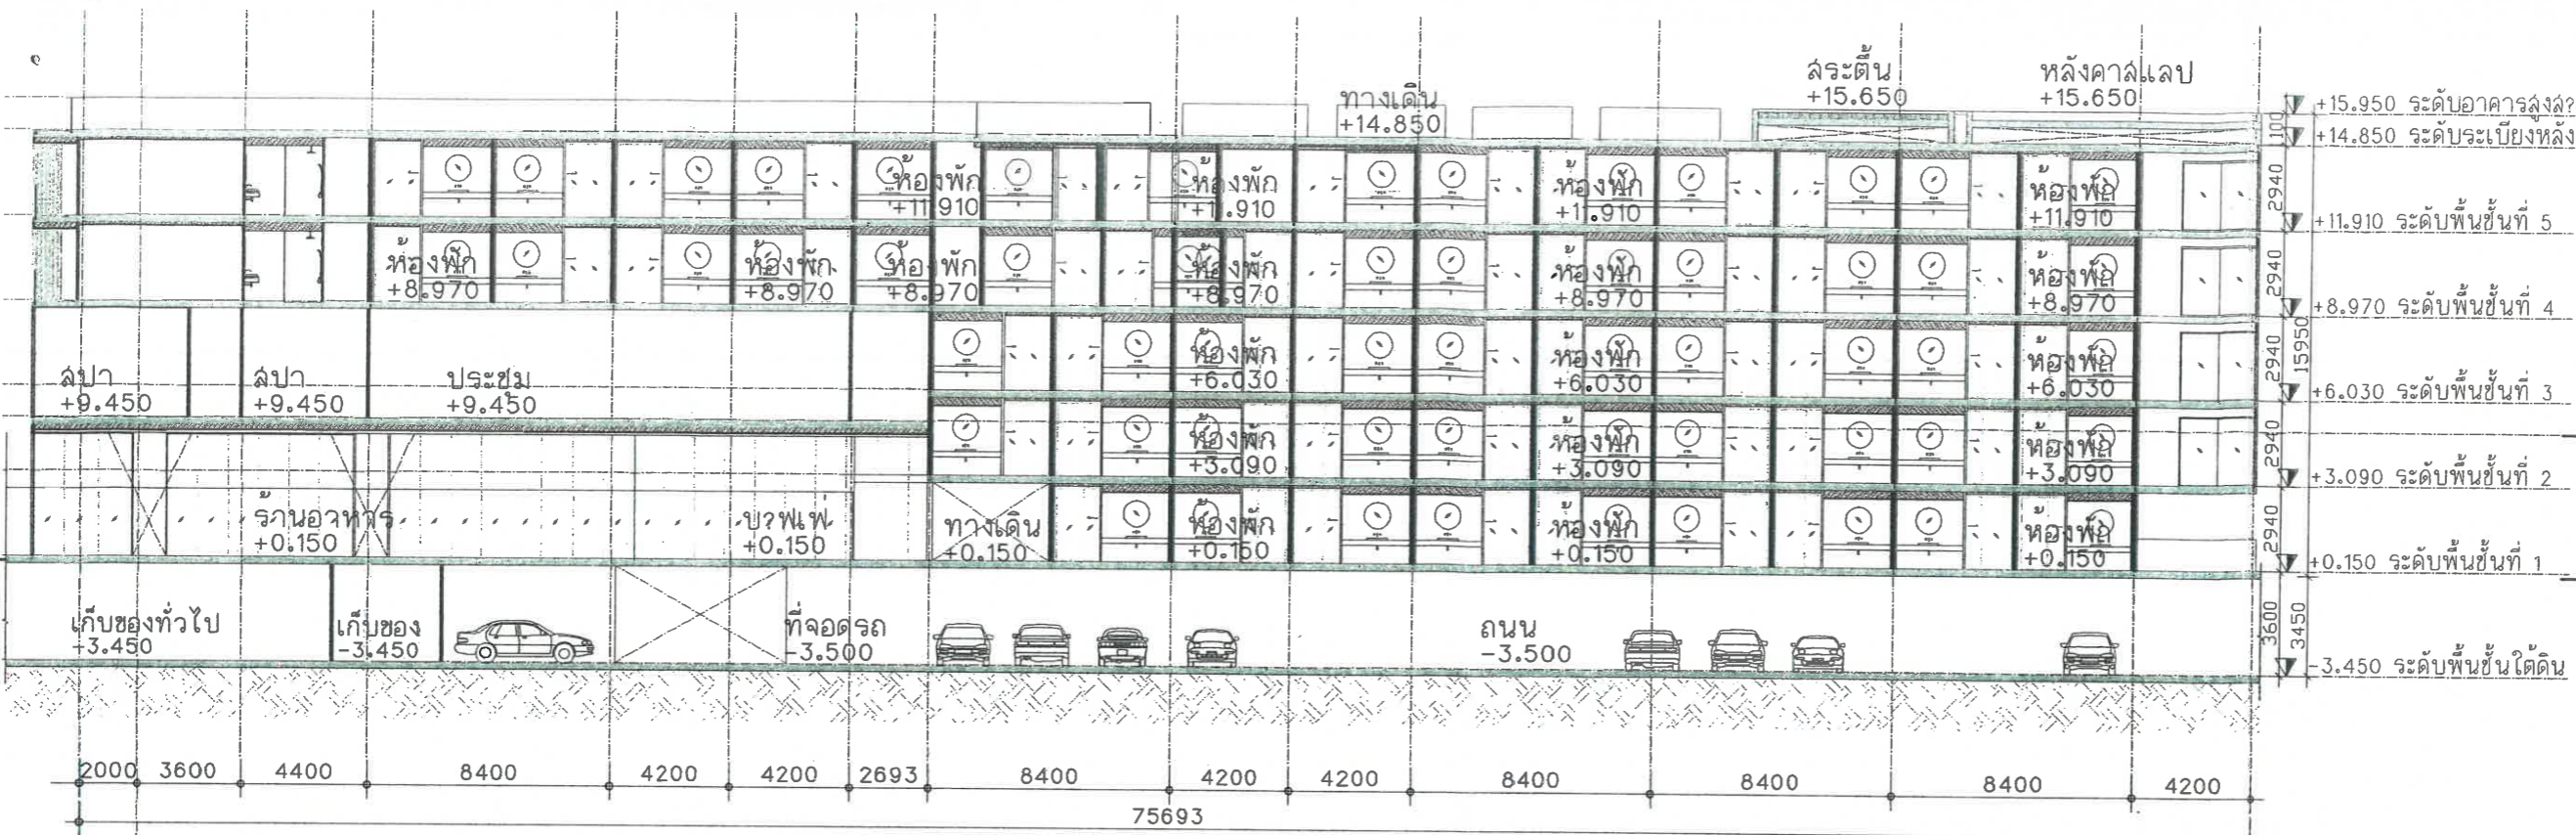 สระตื้น
+15.650
หลังคาสแลป
+15.650
ทางเดิน
+14.850
+15.950 ระดับอาคารสูงสุ?
+14.850 ระดับระเบียงหลัง
100
ห้องพัก
+11.910
ห้องพัก
+11.910
ห้องพัก
+11.910
ห้องพัก
+11.910
2940
+11.910 ระดับพื้นชั้นที่ 5
ห้องพัก
+8.970
ห้องพัก
+8.970
ห้องพัก
+8.970
ห้องพัก
+8.970
ห้องพัก
+8.970
ห้องพัก
+8.970
2940
+8.970 ระดับพื้นชั้นที่ 4
สปา
+9.450
สปา
+9.450
ประชุม
+9.450
ห้องพัก
+6.030
ห้องพัก
+6.030
ห้องพัก
+6.030
2940
15950
+6.030 ระดับพื้นชั้นที่ 3
ห้องพัก
+3.090
ห้องพัก
+3.090
ห้องพัก
+3.090
2940
+3.090 ระดับพื้นชั้นที่ 2
ร้านอาหาร
+0.150
บุฟเฟ่
+0.150
ทางเดิน
+0.150
ห้องพัก
+0.150
ห้องพัก
+0.150
ห้องพัก
+0.150
2940
+0.150 ระดับพื้นชั้นที่ 1
เก็บของทั่วไป
+3.450
เก็บของ
-3.450
ที่จอดรถ
-3.500
ถนน
-3.500
3600
3450
-3.450 ระดับพื้นชั้นใต้ดิน
2000 3600 4400 8400 4200 4200 2693 8400 4200 4200 8400 8400 8400 4200
75693